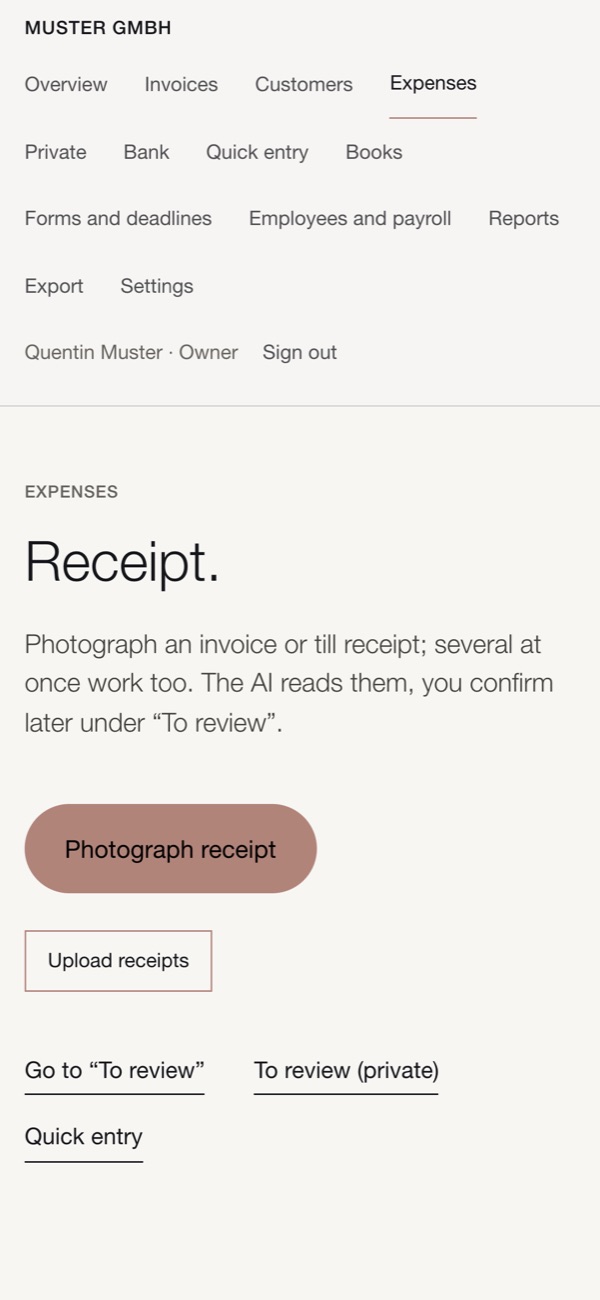 MUSTER GMBH
Overview Invoices Customers Expenses
Private Bank Quick entry Books
Forms and deadlines Employees and payroll Reports
Export Settings
Quentin Muster · Owner Sign out
EXPENSES
Receipt.
Photograph an invoice or till receipt; several at
once work too. The AI reads them, you confirm
later under “To review”.
Photograph receipt
Upload receipts
Go to “To review” To review (private)
Quick entry